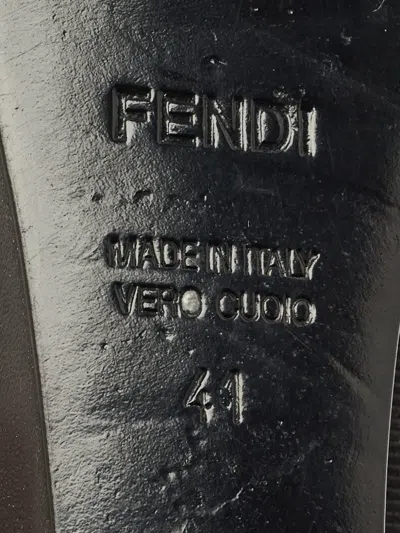 FENDI
MADE IN ITALY
VERO CUOIO
41